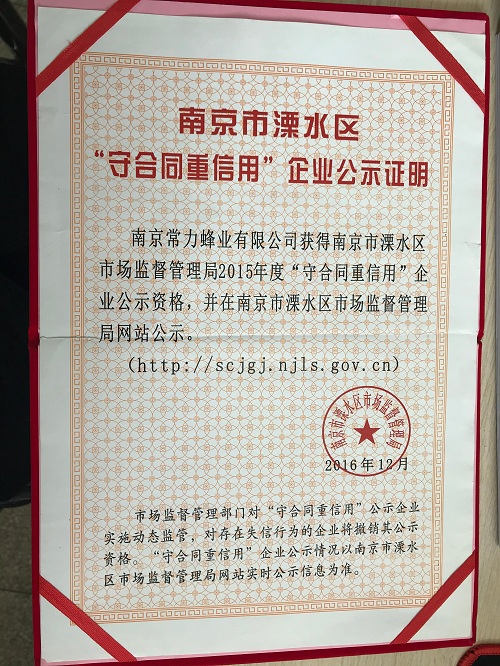 南京市溧水区
“守合同重信用”企业公示证明
南京常力蜂业有限公司获得南京市溧水区
市场监督管理局2015年度“守合同重信用”企
业公示资格，并在南京市溧水区市场监督管理
局网站公示。
(http://scjgj.njls.gov.cn)
南京市溧水区市场监督管理局
2016年12月
市场监督管理部门对“守合同重信用”公示企业
实施动态监管，对存在失信行为的企业将撤销其公示
资格。“守合同重信用”企业公示情况以南京市溧水
区市场监督管理局网站实时公示信息为准。